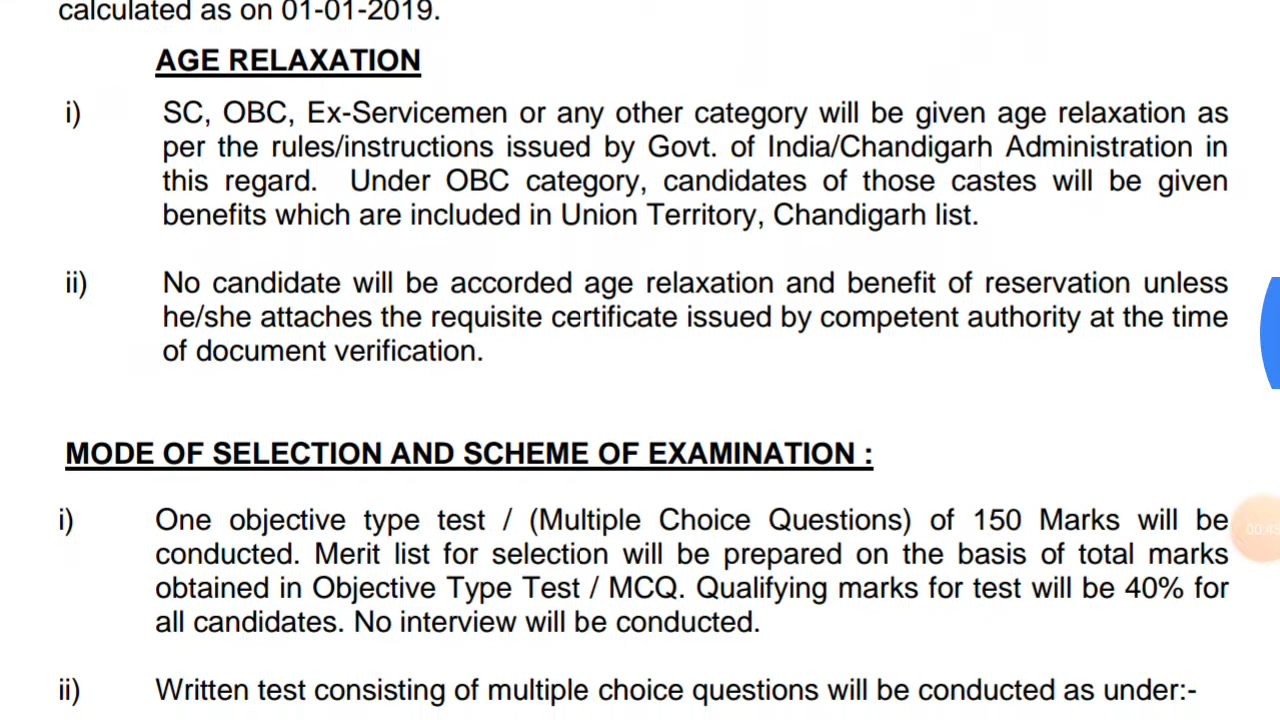 calculated as on 01-01-2019.
AGE RELAXATION
i) SC, OBC, Ex-Servicemen or any other category will be given age relaxation as
per the rules/instructions issued by Govt. of India/Chandigarh Administration in
this regard. Under OBC category, candidates of those castes will be given
benefits which are included in Union Territory, Chandigarh list.
ii) No candidate will be accorded age relaxation and benefit of reservation unless
he/she attaches the requisite certificate issued by competent authority at the time
of document verification.
MODE OF SELECTION AND SCHEME OF EXAMINATION :
i) One objective type test / (Multiple Choice Questions) of 150 Marks will be
conducted. Merit list for selection will be prepared on the basis of total marks
obtained in Objective Type Test / MCQ. Qualifying marks for test will be 40% for
all candidates. No interview will be conducted.
ii) Written test consisting of multiple choice questions will be conducted as under:-